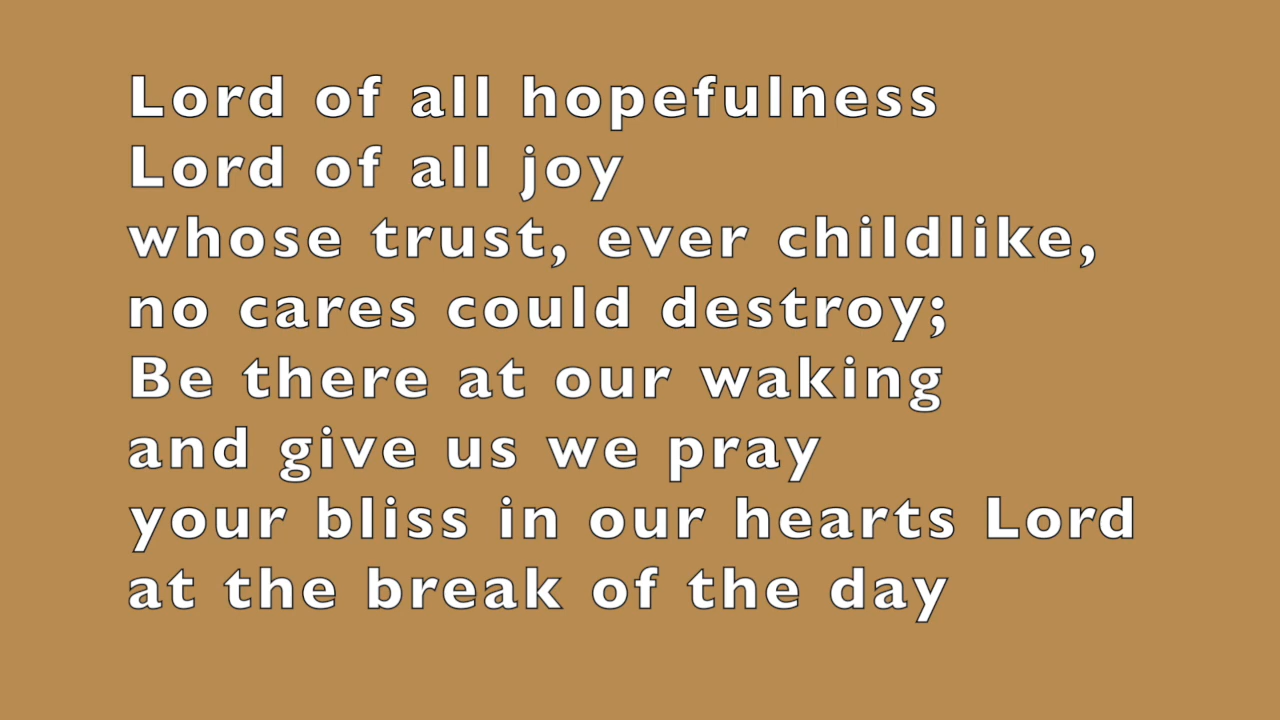 Lord of all hopefulness
Lord of all joy
whose trust, ever childlike,
no cares could destroy;
Be there at our waking
and give us we pray
your bliss in our hearts Lord
at the break of the day